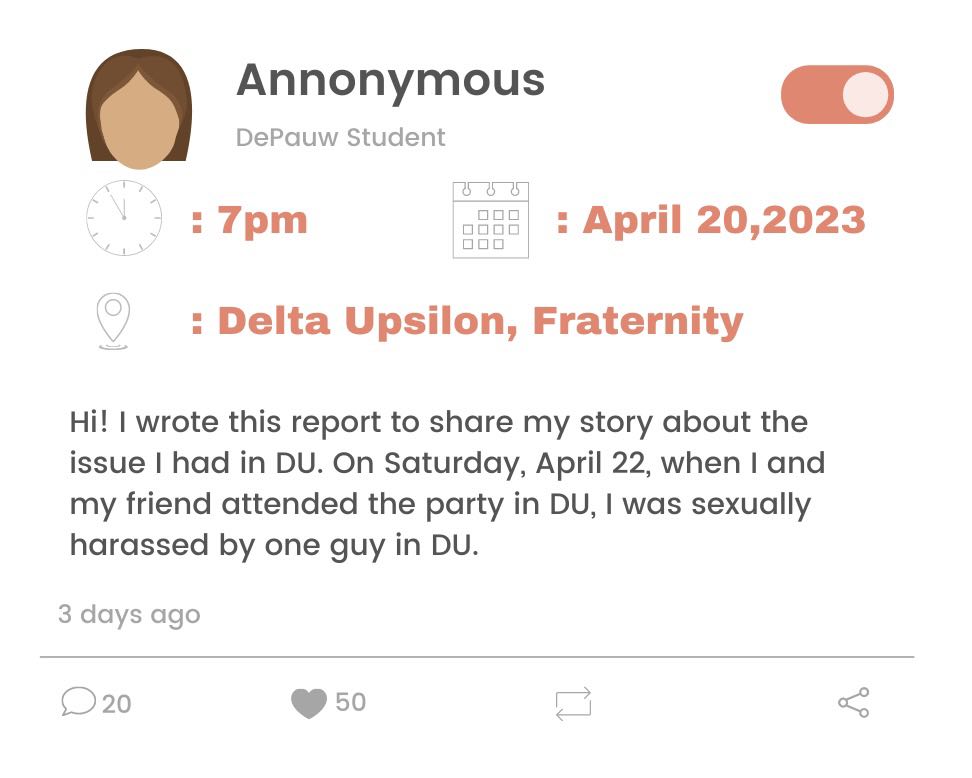 Annonymous
DePauw Student
: 7pm
: April 20,2023
: Delta Upsilon, Fraternity
Hi! I wrote this report to share my story about the
issue I had in DU. On Saturday, April 22, when I and
my friend attended the party in DU, I was sexually
harassed by one guy in DU.
3 days ago
20
50